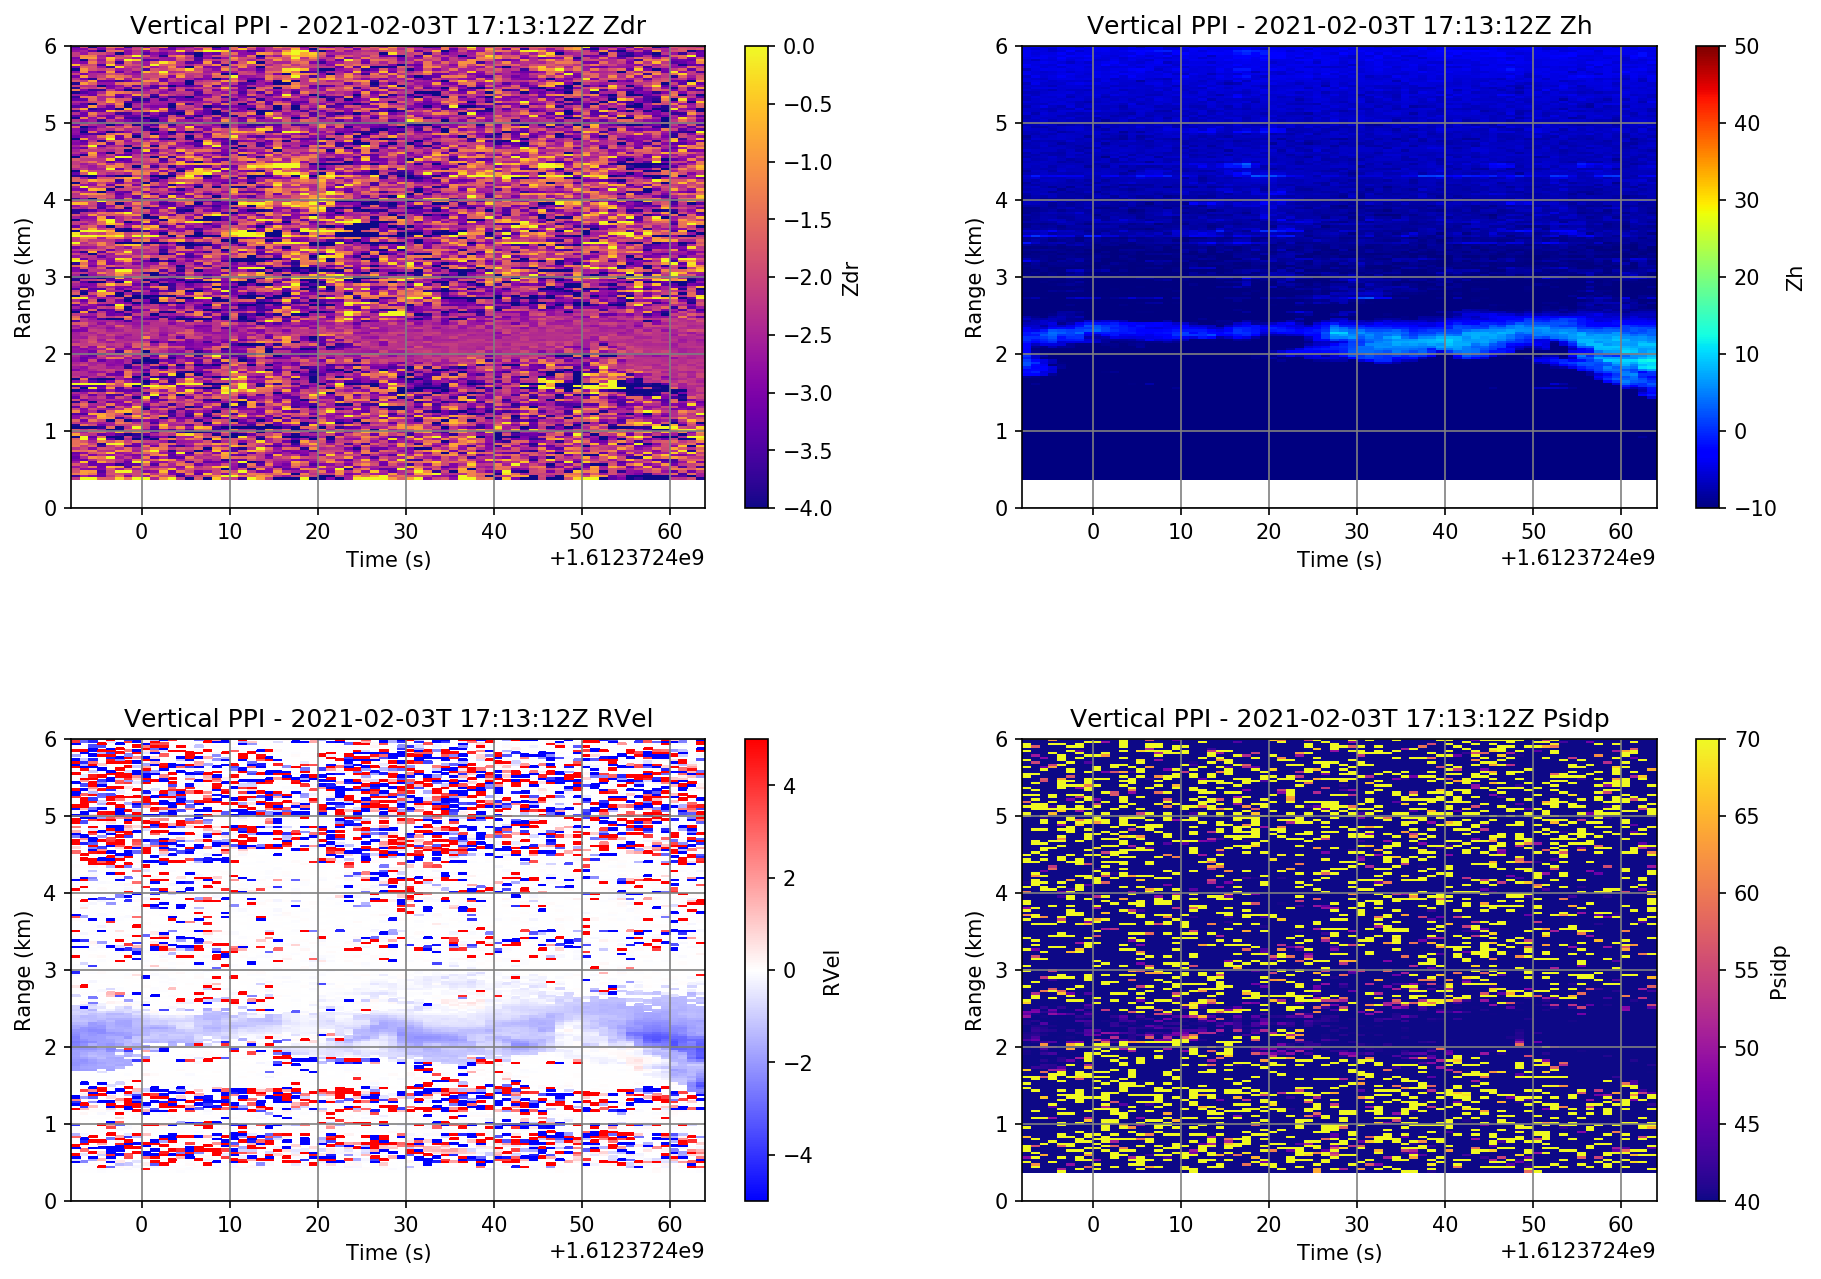 Vertical PPI - 2021-02-03T 17:13:12Z Zdr
6
5
4
3
2
1
0
Range (km)
0 10 20 30 40 50 60
Time (s)
+1.6123724e9
0.0
−0.5
−1.0
−1.5
−2.0
−2.5
−3.0
−3.5
−4.0
Zdr
Vertical PPI - 2021-02-03T 17:13:12Z Zh
6
5
4
3
2
1
0
Range (km)
0 10 20 30 40 50 60
Time (s)
+1.6123724e9
50
40
30
20
10
0
−10
Zh
Vertical PPI - 2021-02-03T 17:13:12Z RVel
6
5
4
3
2
1
0
Range (km)
0 10 20 30 40 50 60
Time (s)
+1.6123724e9
4
2
0
−2
−4
RVel
Vertical PPI - 2021-02-03T 17:13:12Z Psidp
6
5
4
3
2
1
0
Range (km)
0 10 20 30 40 50 60
Time (s)
+1.6123724e9
70
65
60
55
50
45
40
Psidp